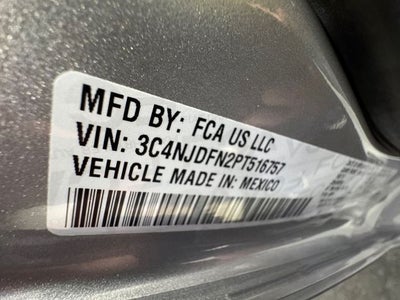 MFD BY: FCA US LLC
VIN: 3C4NJDFN2PT516757
VEHICLE MADE IN: MEXICO